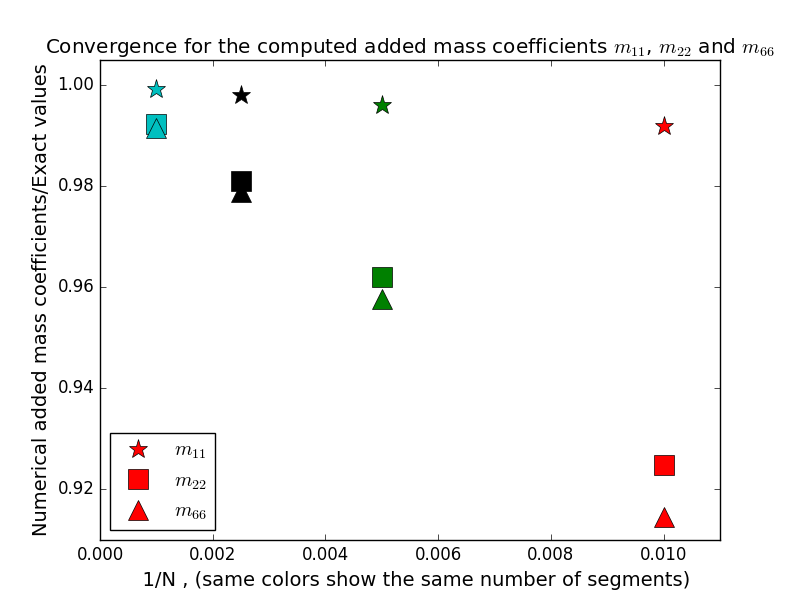 Convergence for the computed added mass coefficients m₁₁, m₂₂ and m₆₆
Numerical added mass coefficients/Exact values
1.00
0.98
0.96
0.94
0.92
m₁₁
m₂₂
m₆₆
0.000 0.002 0.004 0.006 0.008 0.010
1/N , (same colors show the same number of segments)